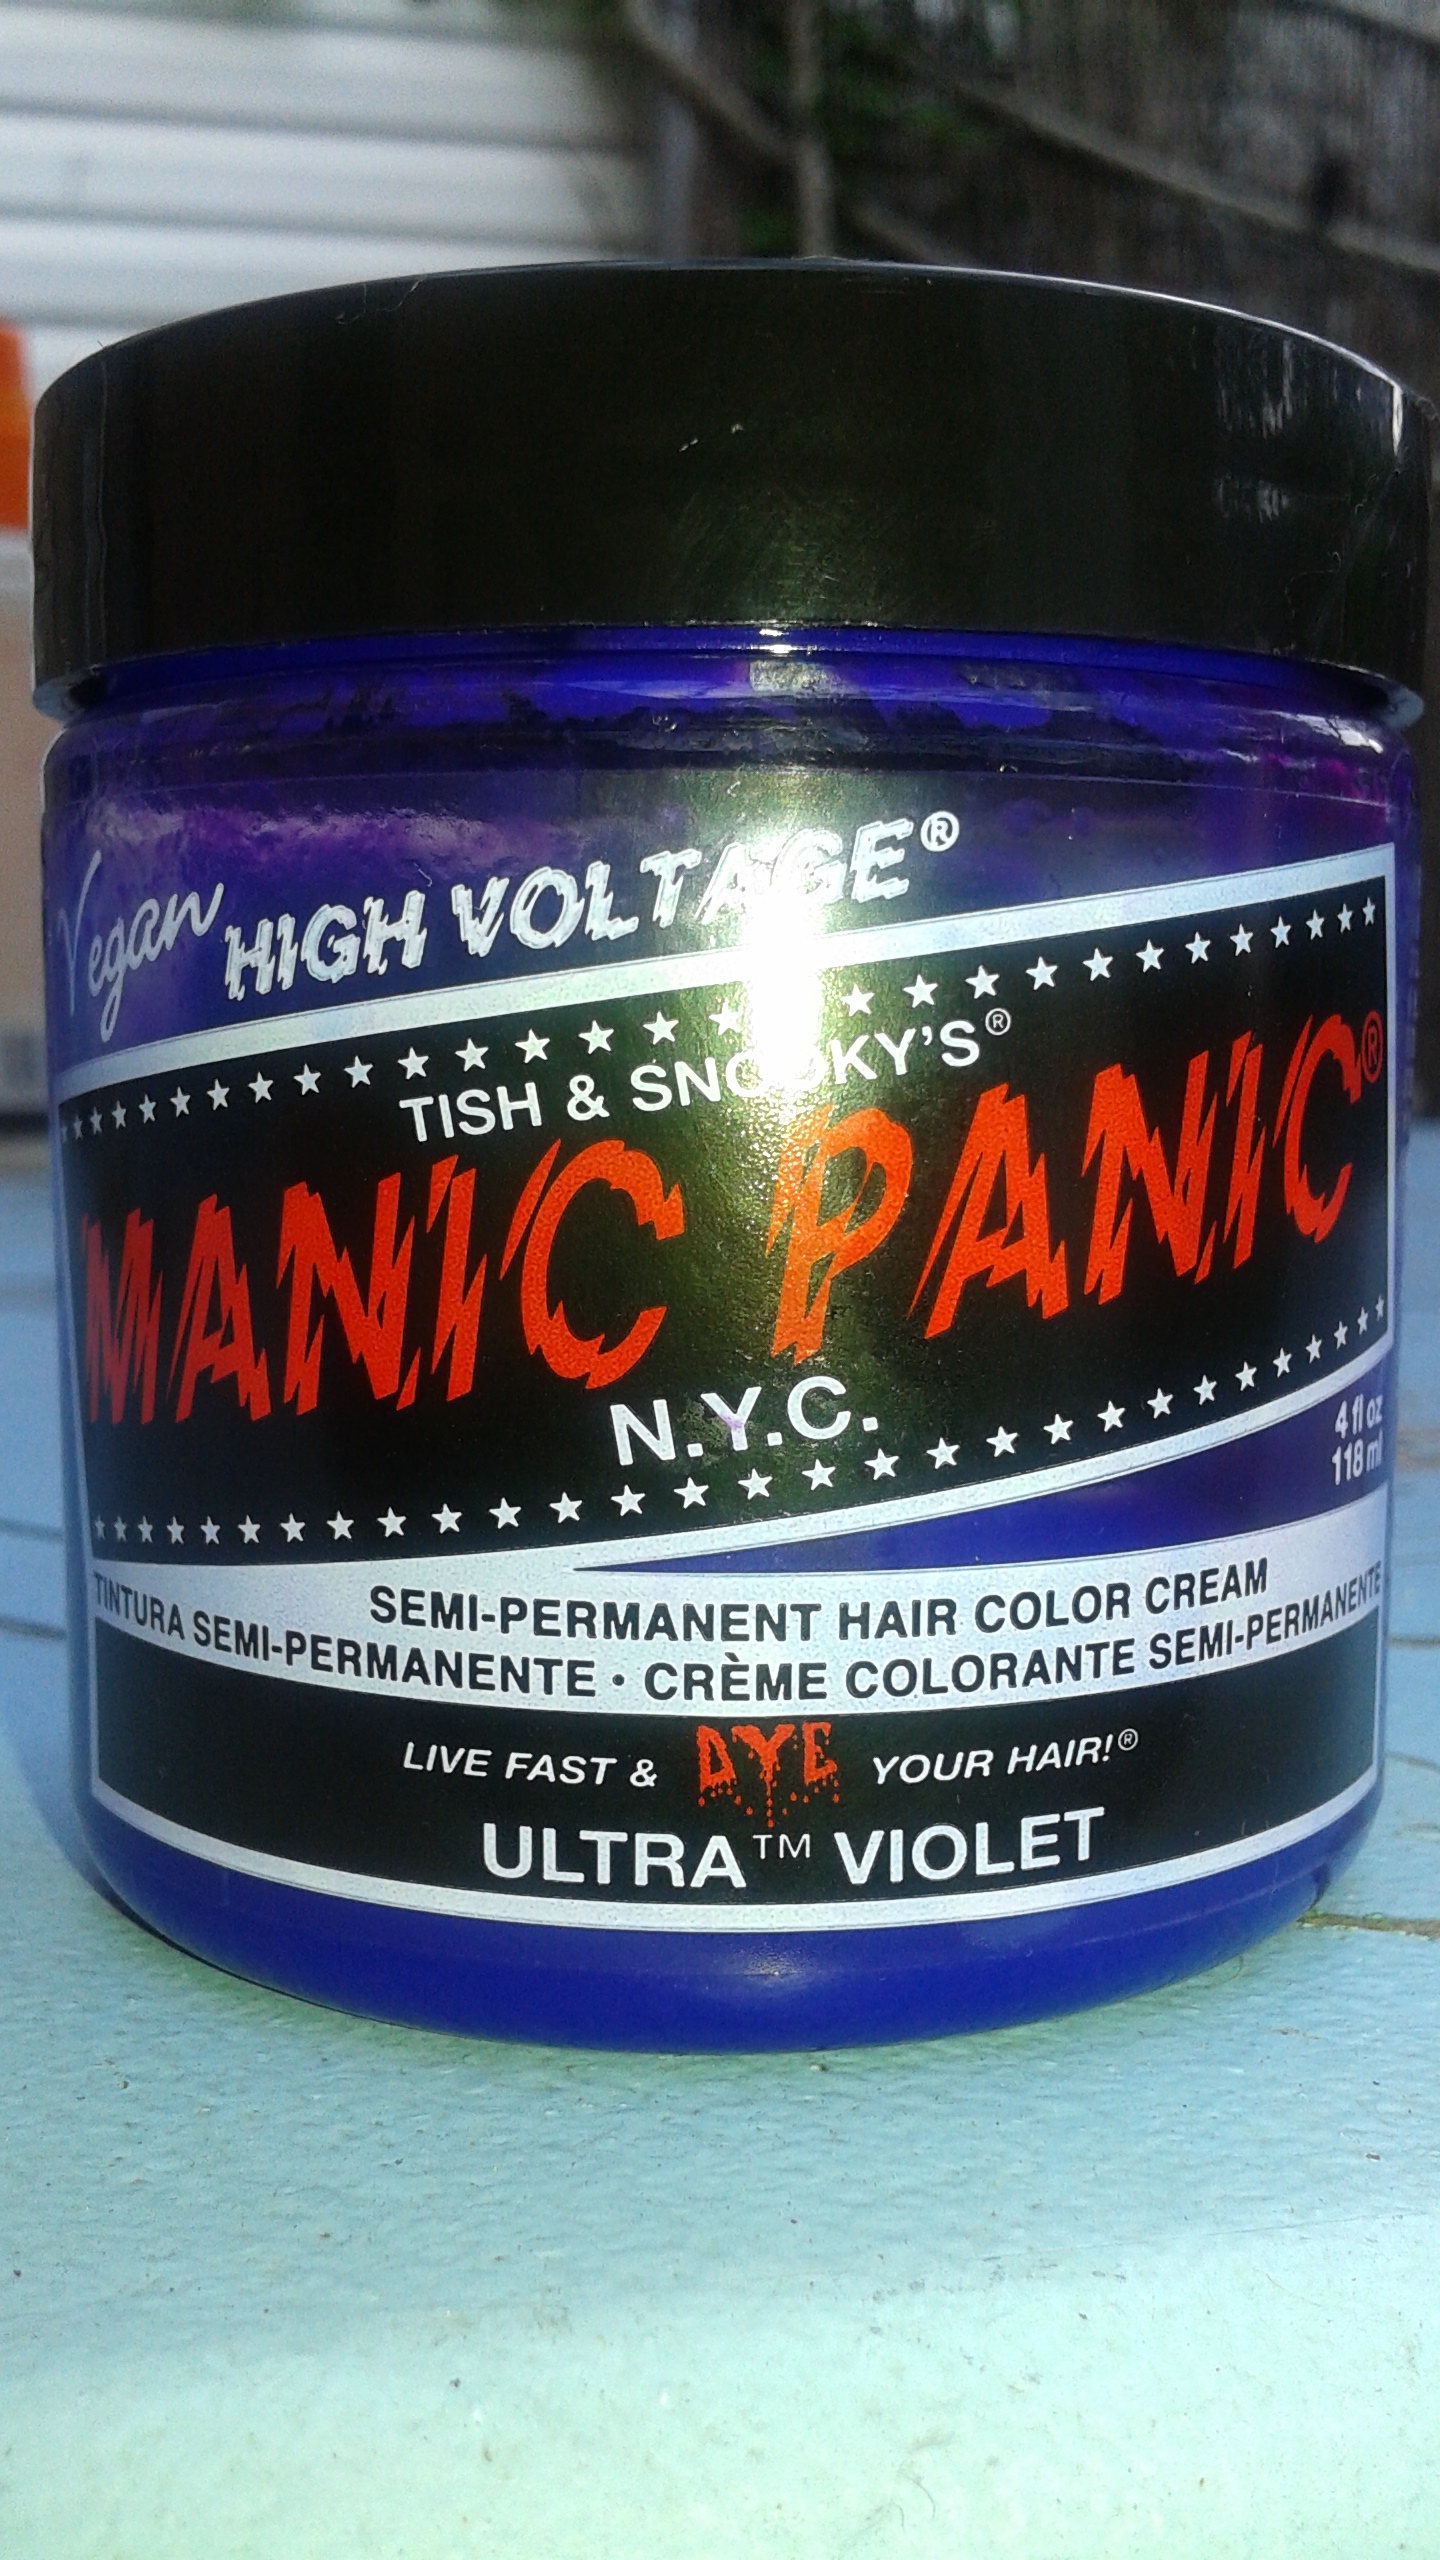 Vegan HIGH VOLTAGE®
TISH & SNOOKY'S®
MANIC PANIC®
N.Y.C.
4 fl oz
118 ml
SEMI-PERMANENT HAIR COLOR CREAM
TINTURA SEMI-PERMANENTE • CRÈME COLORANTE SEMI-PERMANENTE
LIVE FAST & DYE YOUR HAIR!®
ULTRA™ VIOLET